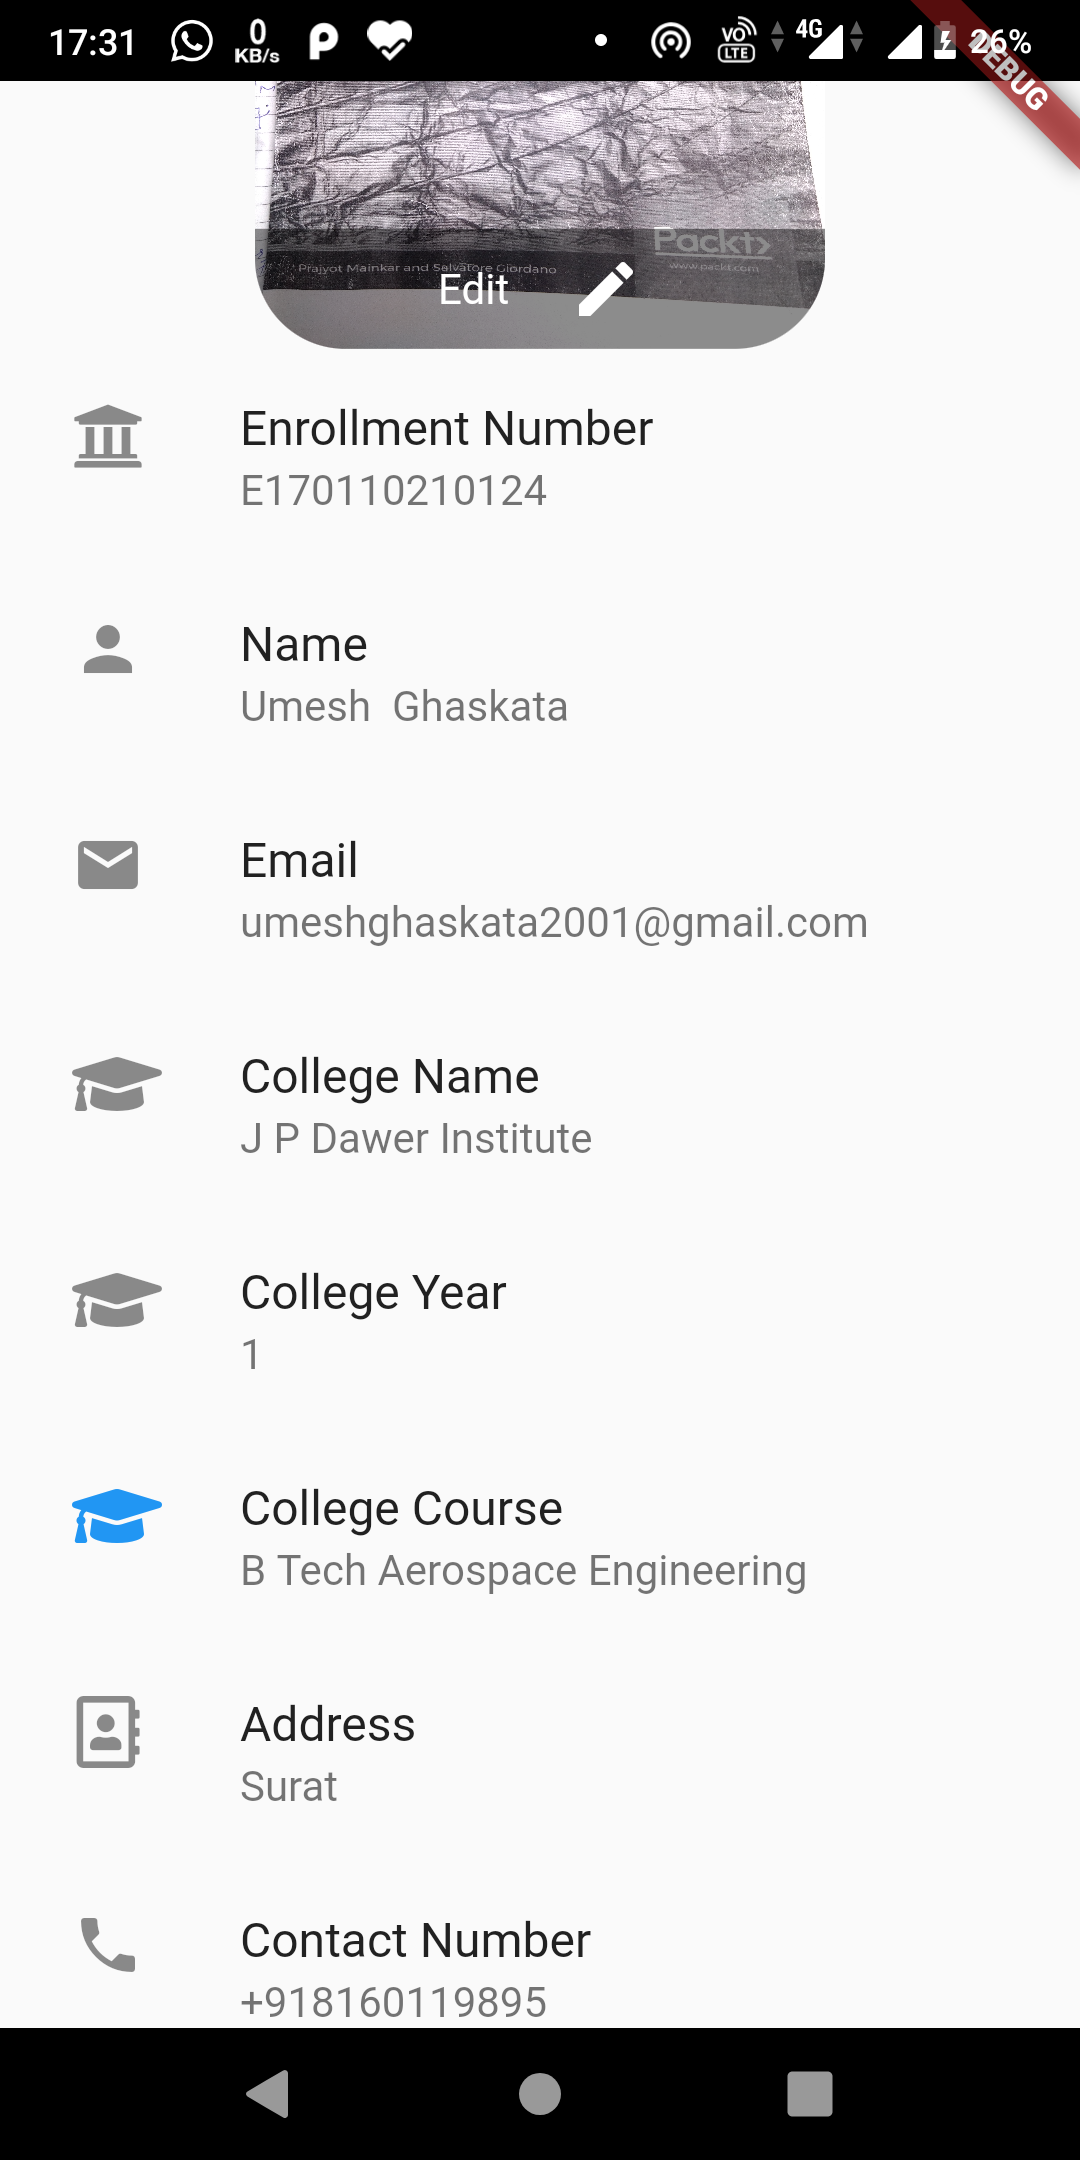 17:31 0 KB/s VO LTE 4G 26%
DEBUG
Packt>
www.packt.com
Prajyot Mainkar and Salvatore Giordano
Edit
Enrollment Number
E170110210124
Name
Umesh  Ghaskata
Email
umeshghaskata2001@gmail.com
College Name
J P Dawer Institute
College Year
1
College Course
B Tech Aerospace Engineering
Address
Surat
Contact Number
+918160119895